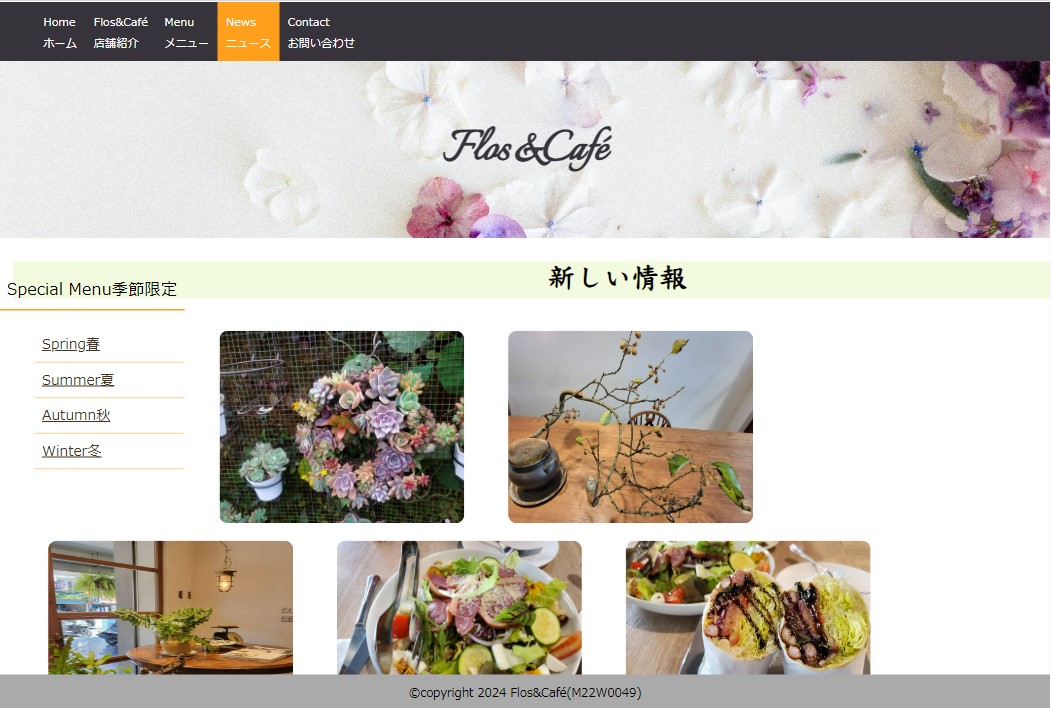 Home
ホーム
Flos&Café
店舗紹介
Menu
メニュー
News
ニュース
Contact
お問い合わせ
Flos&Café
新しい情報
Special Menu季節限定
Spring春
Summer夏
Autumn秋
Winter冬
©copyright 2024 Flos&Café(M22W0049)